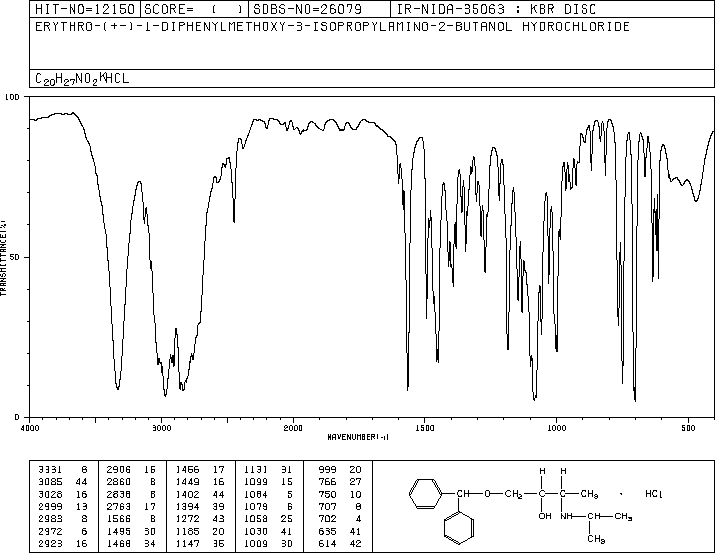 HIT-NO=12150 SCORE= ( ) SDBS-NO=26079 IR-NIDA-35063 : KBR DISC
ERYTHRO-(+-)-1-DIPHENYLMETHOXY-3-ISOPROPYLAMINO-2-BUTANOL HYDROCHLORIDE
C20H27NO2*HCL
100
TRANSMITTANCE(%)
50
0
4000 3000 2000 1500 1000 500
WAVENUMBER(-1)
3331 8 2906 16 1456 17 1131 31 999 20
3085 44 2860 8 1449 16 1099 15 766 27
3028 16 2838 8 1402 44 1084 5 750 10
2999 13 2763 17 1394 39 1079 6 707 8
2983 8 1566 8 1272 43 1058 25 702 4
2972 6 1495 30 1185 20 1030 41 635 41
2923 16 1468 34 1147 36 1009 30 614 42
H H
O CH2 C C C CH3 · HCl
OH NH CH3
CH3